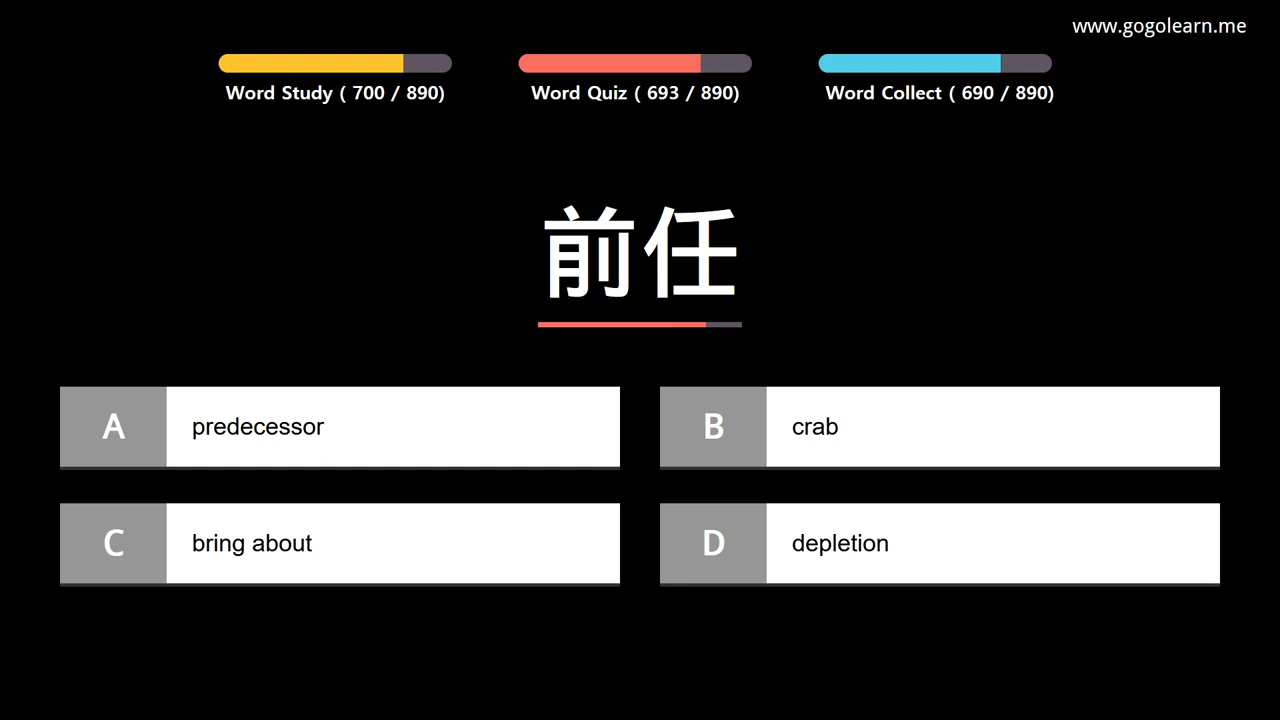 www.gogolearn.me
Word Study ( 700 / 890)
Word Quiz ( 693 / 890)
Word Collect ( 690 / 890)
前任
A predecessor
B crab
C bring about
D depletion